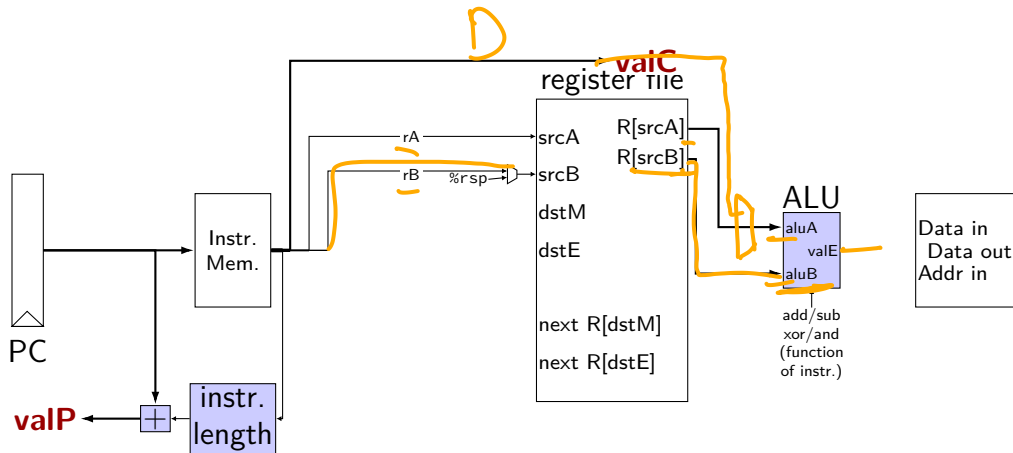 D
valC
register file
rA
srcA
R[srcA]
rB
%rsp
srcB
R[srcB]
ALU
dstM
dstE
aluA
valE
aluB
Instr.
Mem.
Data in
Data out
Addr in
add/sub
xor/and
(function
of instr.)
next R[dstM]
next R[dstE]
PC
instr.
length
+
valP